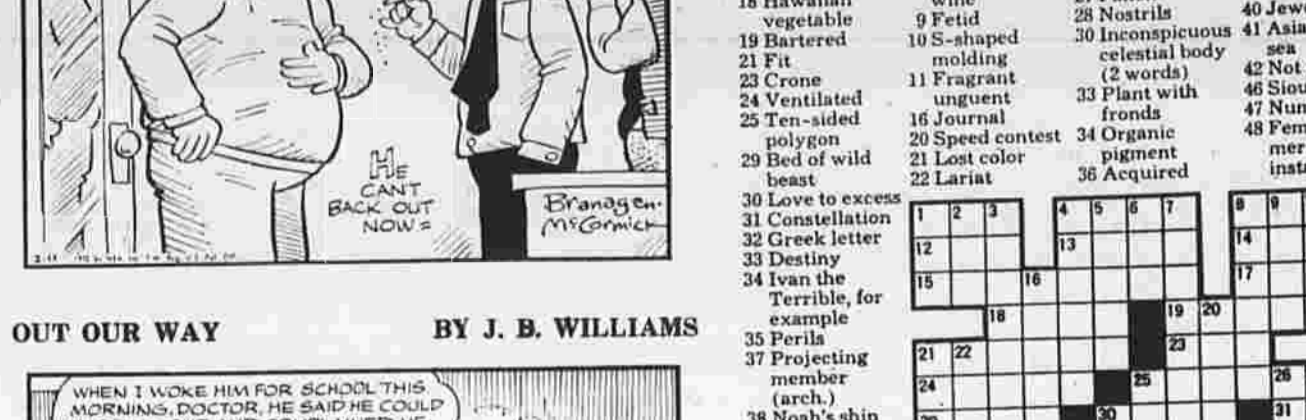 HE
CANT
BACK OUT
NOW=
Branagen-
McCormick
OUT OUR WAY
BY J. B. WILLIAMS
WHEN I WOKE HIM FOR SCHOOL THIS
MORNING, DOCTOR, HE SAID HE COULD
18 Hawaiian
vegetable
19 Bartered
21 Fit
23 Crone
24 Ventilated
25 Ten-sided
polygon
29 Bed of wild
beast
30 Love to excess
31 Constellation
32 Greek letter
33 Destiny
34 Ivan the
Terrible, for
example
35 Perils
37 Projecting
member
(arch.)
38 Noah's ship
wine
9 Fetid
10 S-shaped
molding
11 Fragrant
unguent
16 Journal
20 Speed contest
21 Lost color
22 Lariat
28 Nostrils
30 Inconspicuous
celestial body
(2 words)
33 Plant with
fronds
34 Organic
pigment
36 Acquired
40 Jew
41 Asia
sea
42 Not
46 Siou
47 Num
48 Fem
mer
inst
1 2 3 4 5 6 7 8 9
12 13 14
15 16 17
18 19 20
21 22 23
24 25 26
30 31